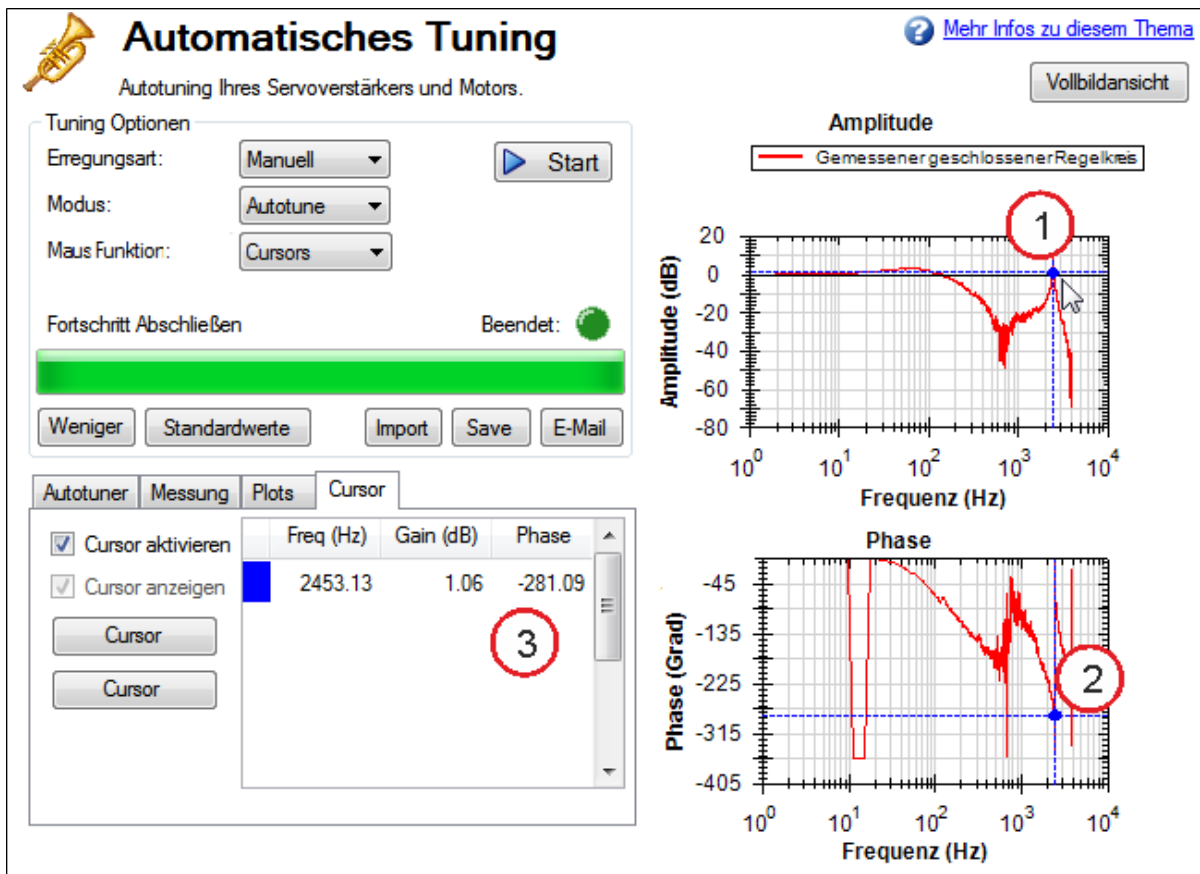 Automatisches Tuning
Mehr Infos zu diesem Thema
Autotuning Ihres Servoverstärkers und Motors.
Vollbildansicht
Tuning Optionen
Erregungsart:
Manuell
Start
Modus:
Autotune
Maus Funktion:
Cursors
Fortschritt Abschließen
Beendet:
Weniger
Standardwerte
Import
Save
E-Mail
Autotuner
Messung
Plots
Cursor
Cursor aktivieren
Cursor anzeigen
Cursor
Cursor
Freq (Hz) Gain (dB) Phase
2453.13 1.06 -281.09
3
Amplitude
Gemessener geschlossener Regelkreis
1
Amplitude (dB)
20
0
-20
-40
-60
-80
10⁰ 10¹ 10² 10³ 10⁴
Frequenz (Hz)
Phase
2
Phase (Grad)
-45
-135
-225
-315
-405
10⁰ 10¹ 10² 10³ 10⁴
Frequenz (Hz)